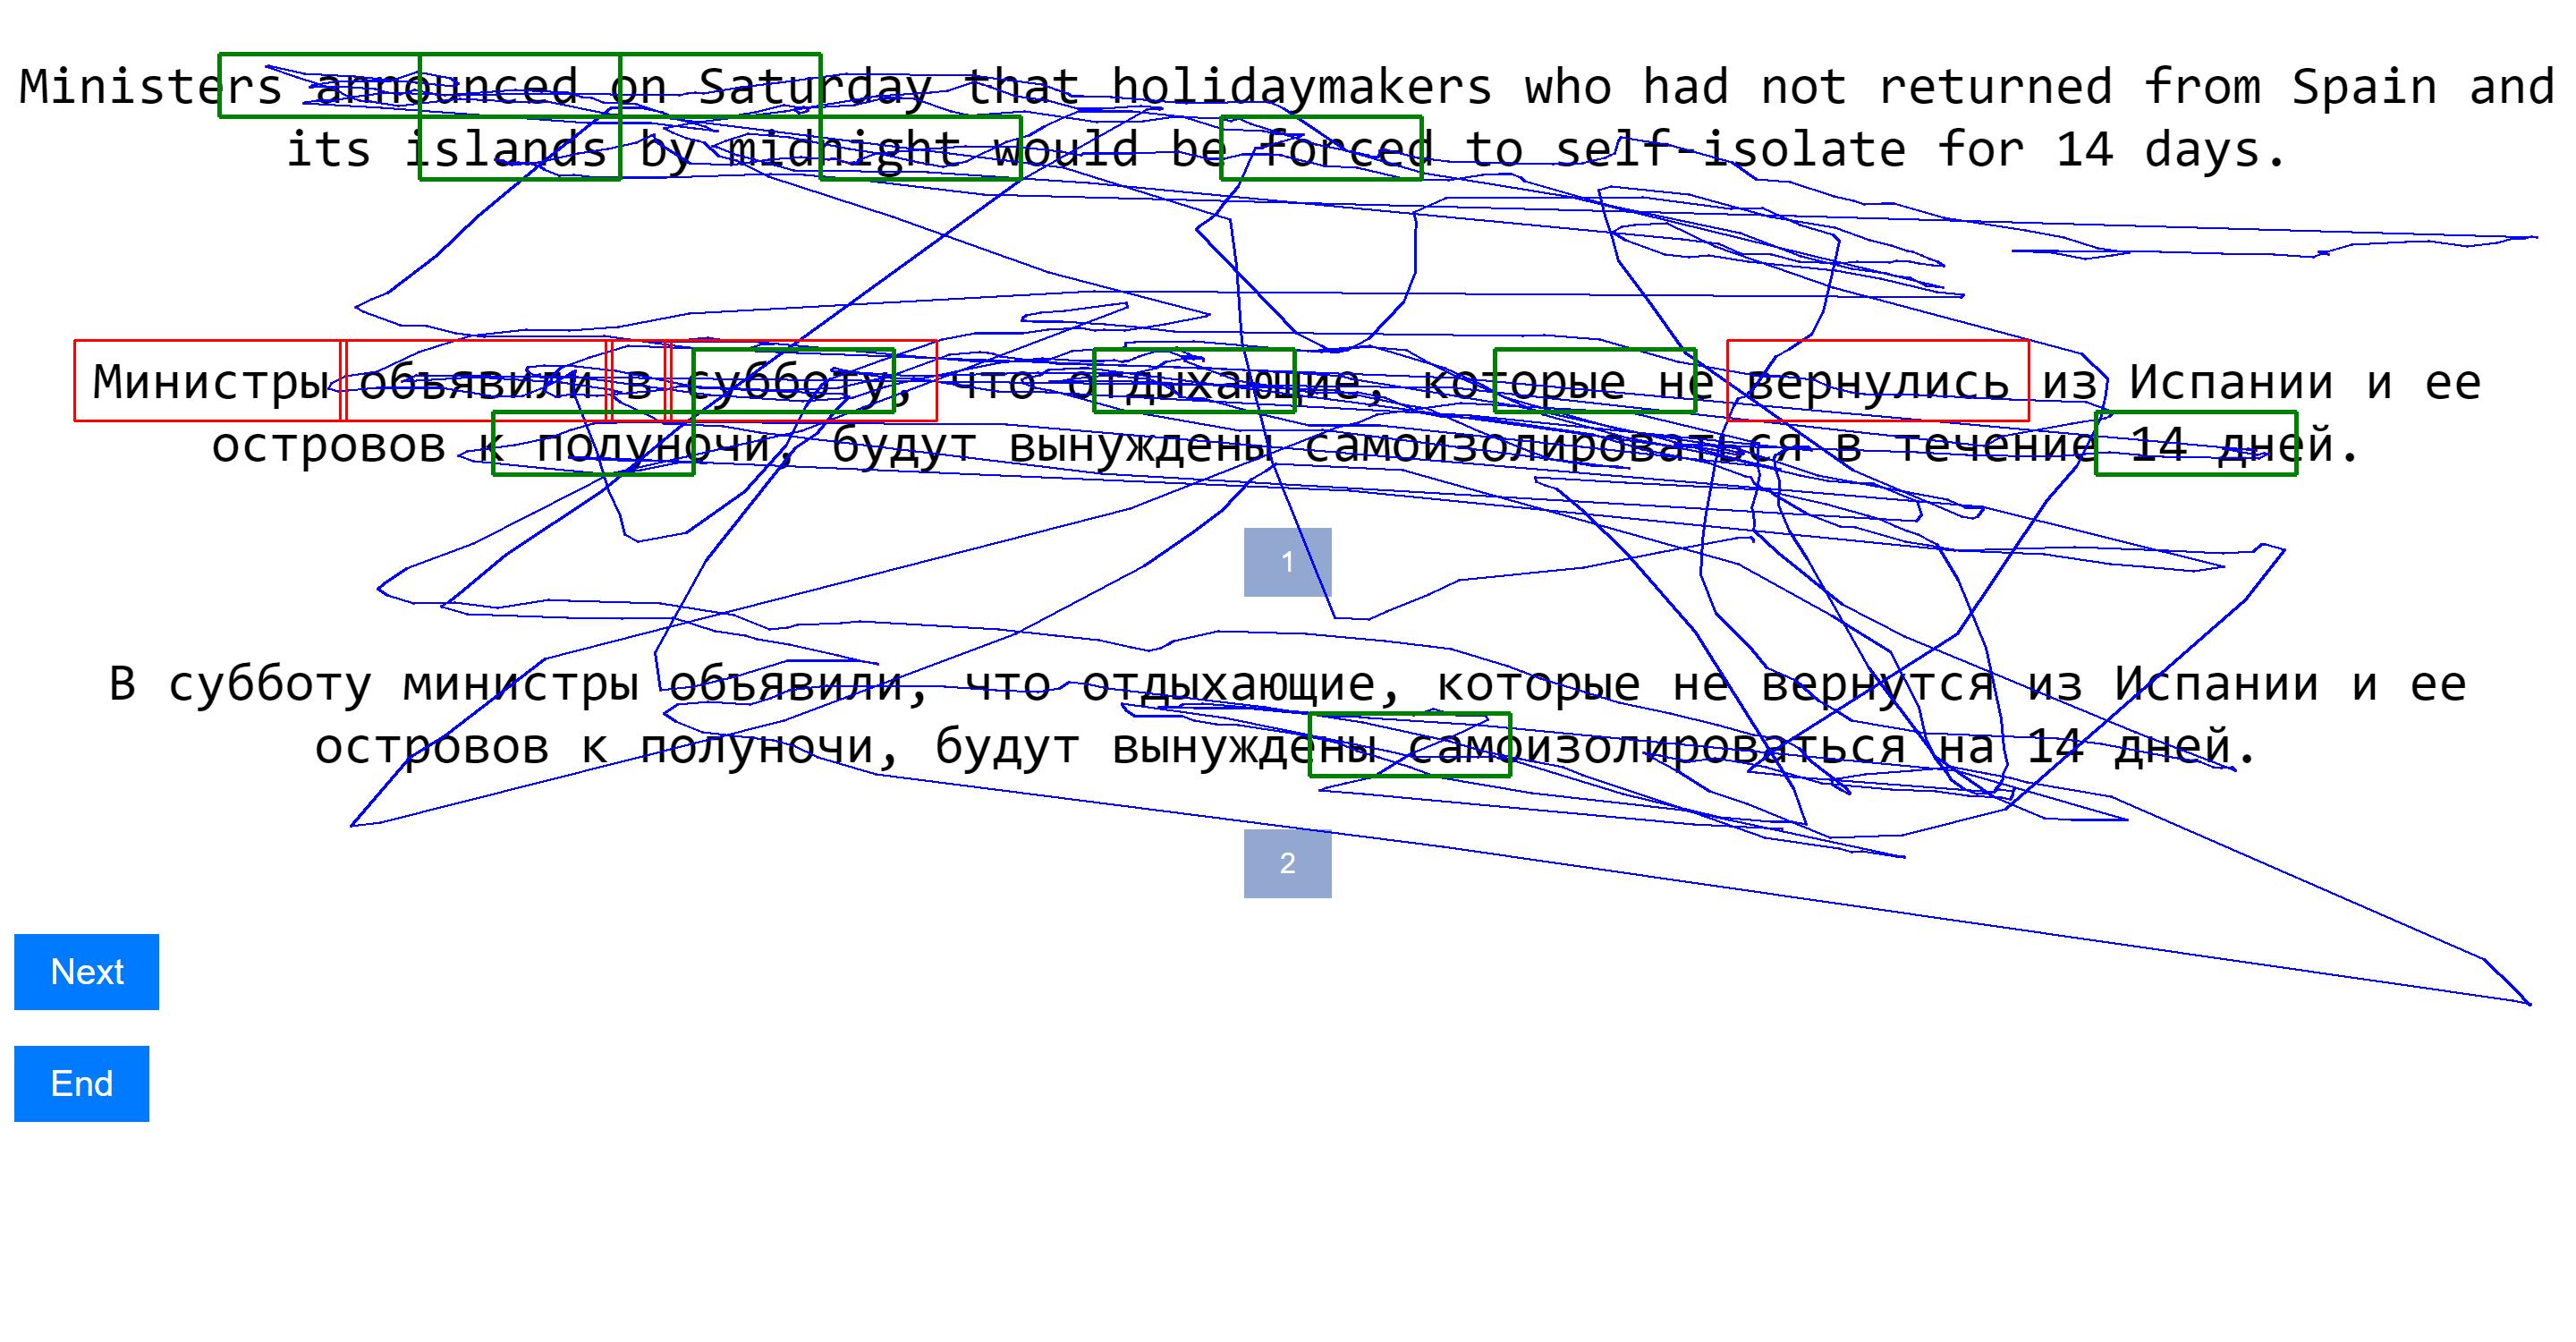 Ministers announced on Saturday that holidaymakers who had not returned from Spain and
its islands by midnight would be forced to self-isolate for 14 days.
Министры объявили в субботу, что отдыхающие, которые не вернулись из Испании и ее
островов к полуночи, будут вынуждены самоизолироваться в течение 14 дней.
1
В субботу министры объявили, что отдыхающие, которые не вернутся из Испании и ее
островов к полуночи, будут вынуждены самоизолироваться на 14 дней.
2
Next
End